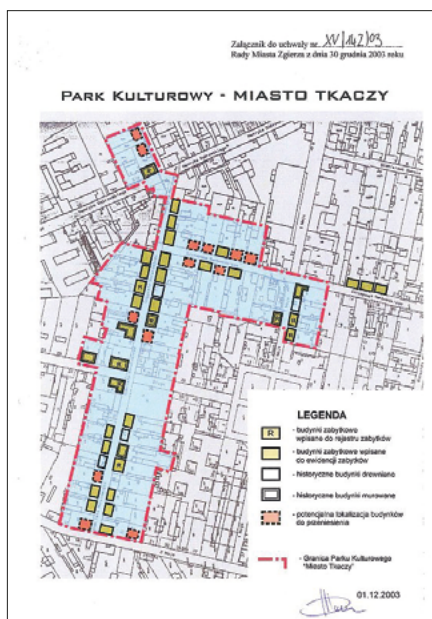 Załącznik do uchwały nr. XV/142/03
Rady Miasta Zgierza z dnia 30 grudnia 2003 roku
PARK KULTUROWY - MIASTO TKACZY
LEGENDA
R
- budynki zabytkowe
wpisane do rejestru zabytków
- budynki zabytkowe wpisane
do ewidencji zabytków
- historyczne budynki drewniane
- historyczne budynki murowane
- potencjalna lokalizacja budynków
do przeniesienia
- Granica Parku Kulturowego
"Miasto Tkaczy"
01.12.2003